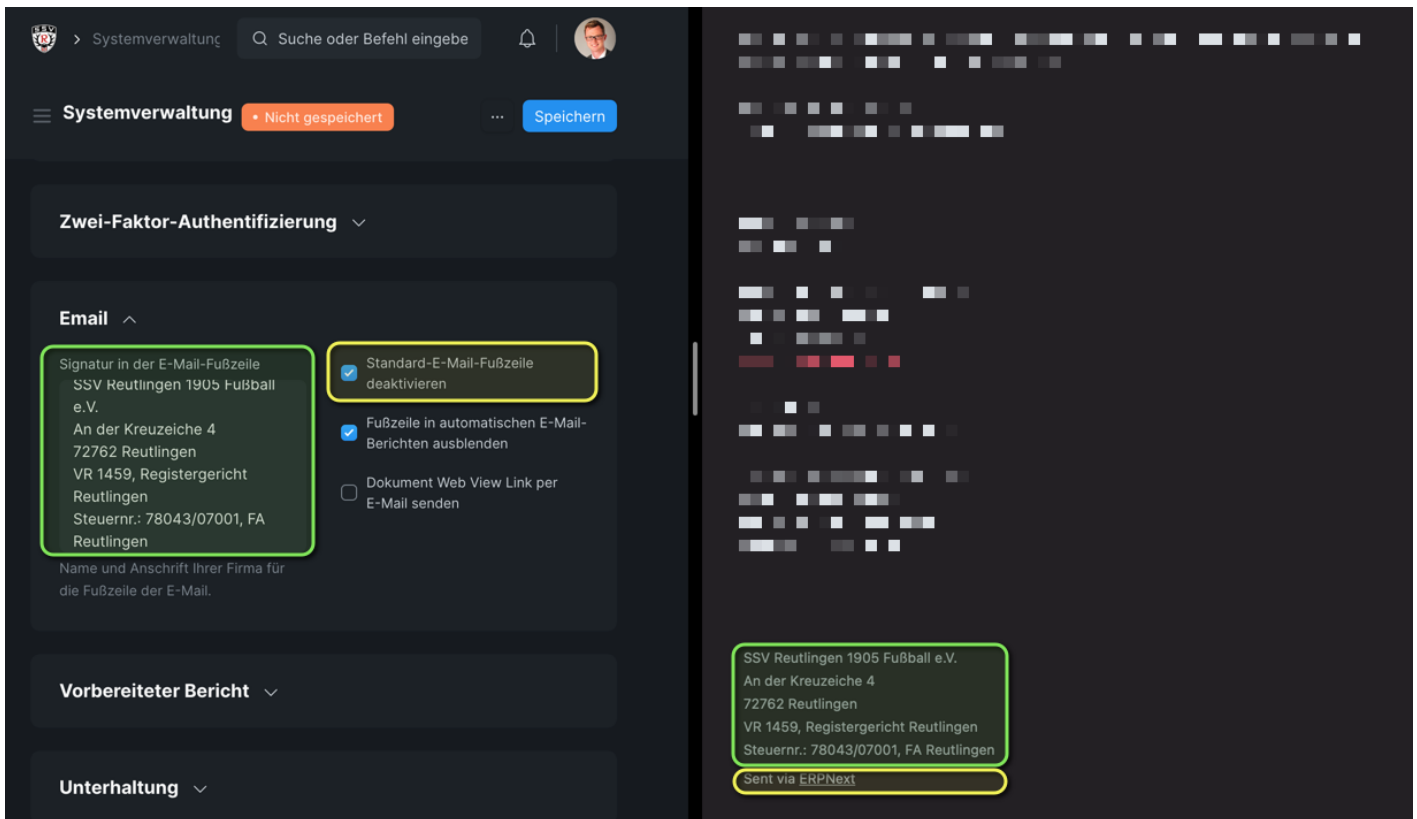 SSV
R
> Systemverwaltung
Suche oder Befehl eingebe
Systemverwaltung
• Nicht gespeichert
...
Speichern
Zwei-Faktor-Authentifizierung
Email
Signatur in der E-Mail-Fußzeile
SSV Reutlingen 1905 Fußball
e.V.
An der Kreuzeiche 4
72762 Reutlingen
VR 1459, Registergericht
Reutlingen
Steuernr.: 78043/07001, FA
Reutlingen
Name und Anschrift Ihrer Firma für
die Fußzeile der E-Mail.
Standard-E-Mail-Fußzeile
deaktivieren
Fußzeile in automatischen E-Mail-
Berichten ausblenden
Dokument Web View Link per
E-Mail senden
Vorbereiteter Bericht
Unterhaltung
SSV Reutlingen 1905 Fußball e.V.
An der Kreuzeiche 4
72762 Reutlingen
VR 1459, Registergericht Reutlingen
Steuernr.: 78043/07001, FA Reutlingen
Sent via ERPNext